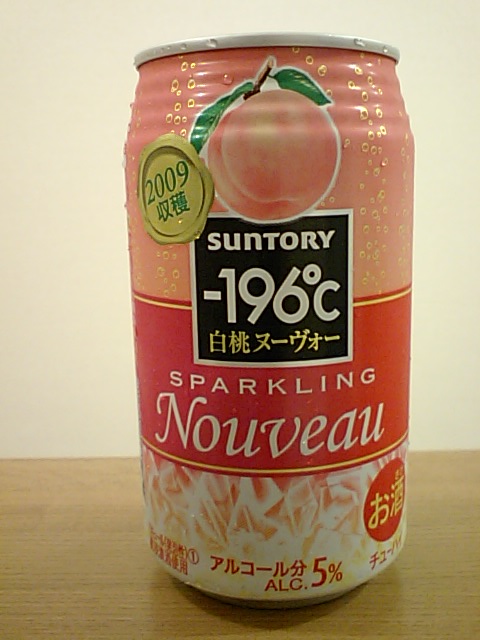 2009
収穫
SUNTORY
-196℃
白桃ヌーヴォー
SPARKLING
Nouveau
お酒
アルコール分
ALC. 5%